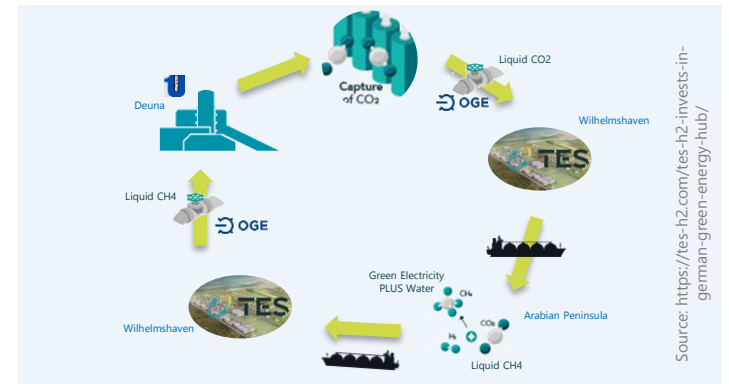 Capture
of CO₂
Liquid CO2
OGE
Deuna
Wilhelmshaven
TES
Liquid CH4
OGE
Green Electricity
PLUS Water
CH₄
H₂
CO₂
Arabian Peninsula
Liquid CH4
TES
Wilhelmshaven
Source: https://tes-h2.com/tes-h2-invests-in-
german-green-energy-hub/